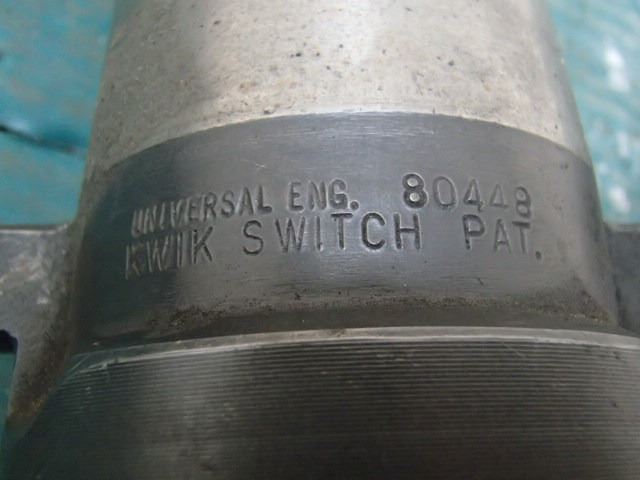 UNIVERSAL ENG. 80448
KWIK SWITCH PAT.